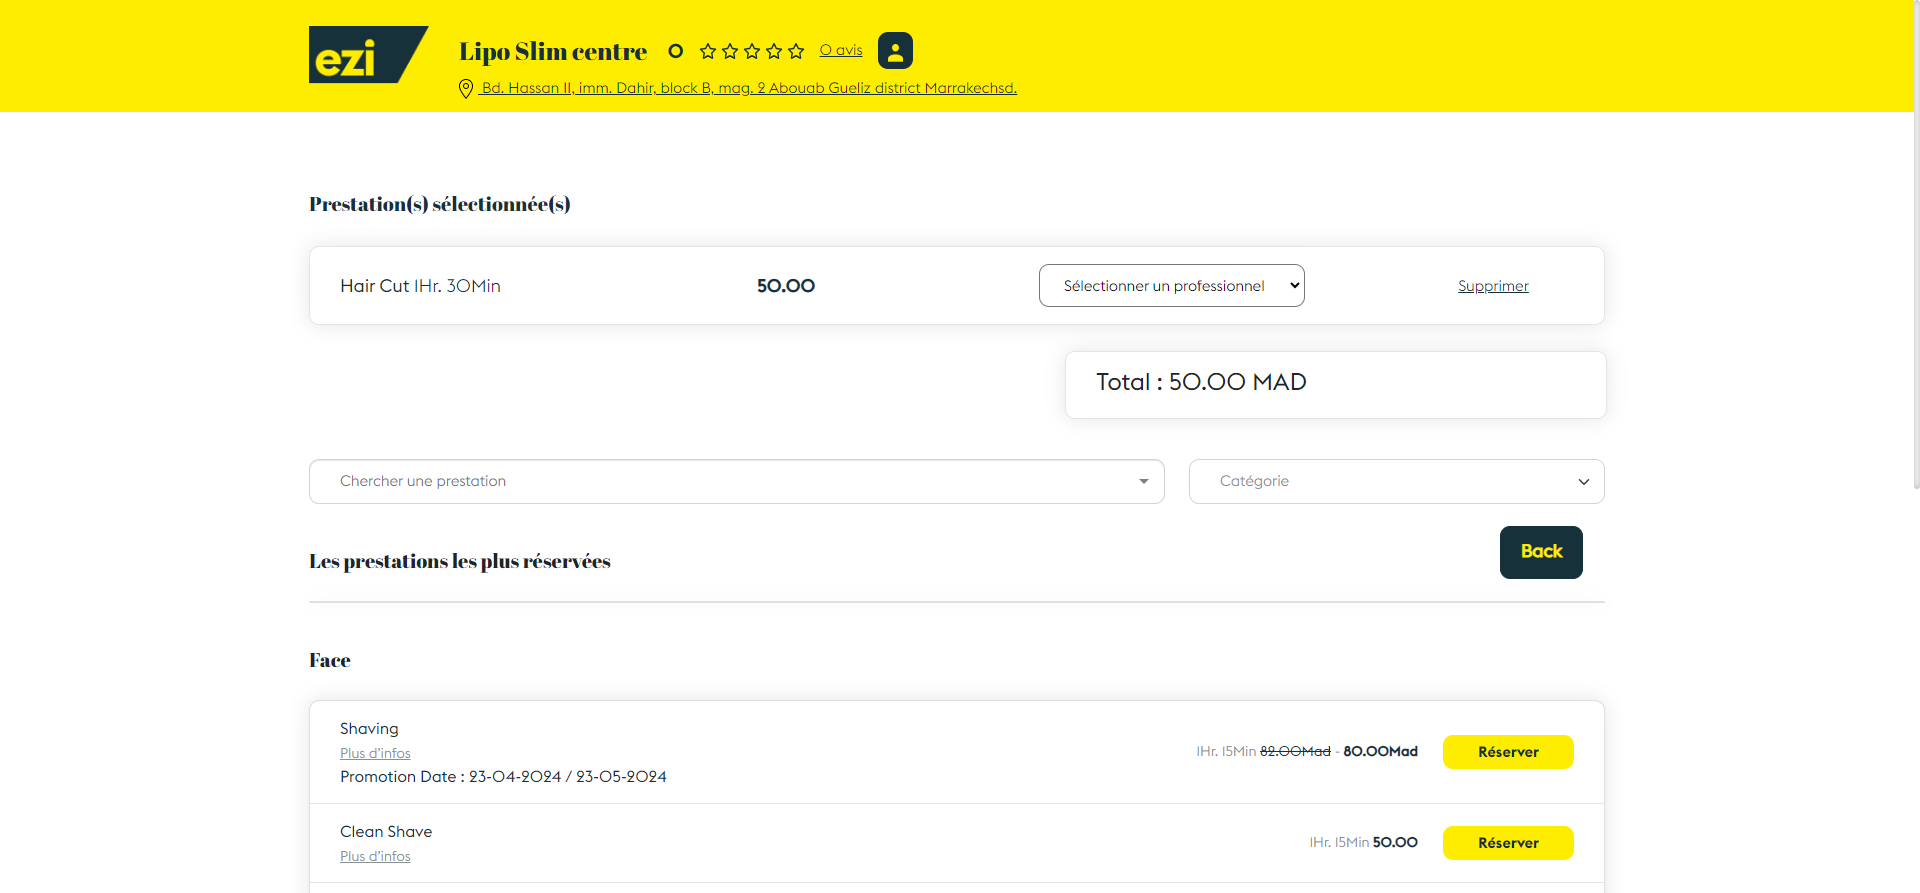 ezi
Lipo Slim centre 0 0 avis
Bd. Hassan II, imm. Dahir, block B, mag. 2 Abouab Gueliz district Marrakechsd.
Prestation(s) sélectionnée(s)
Hair Cut 1Hr. 30Min 50.00 Sélectionner un professionnel Supprimer
Total : 50.00 MAD
Chercher une prestation Catégorie
Back
Les prestations les plus réservées
Face
Shaving
Plus d'infos
1Hr. 15Min 82.00Mad - 80.00Mad Réserver
Promotion Date : 23-04-2024 / 23-05-2024
Clean Shave
Plus d'infos
1Hr. 15Min 50.00 Réserver